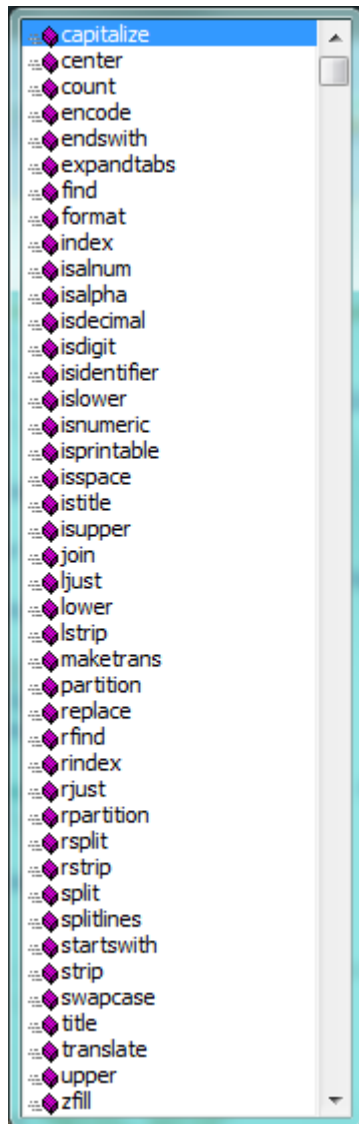 capitalize
center
count
encode
endswith
expandtabs
find
format
index
isalnum
isalpha
isdecimal
isdigit
isidentifier
islower
isnumeric
isprintable
isspace
istitle
isupper
join
ljust
lower
lstrip
maketrans
partition
replace
rfind
rindex
rjust
rpartition
rsplit
rstrip
split
splitlines
startswith
strip
swapcase
title
translate
upper
zfill